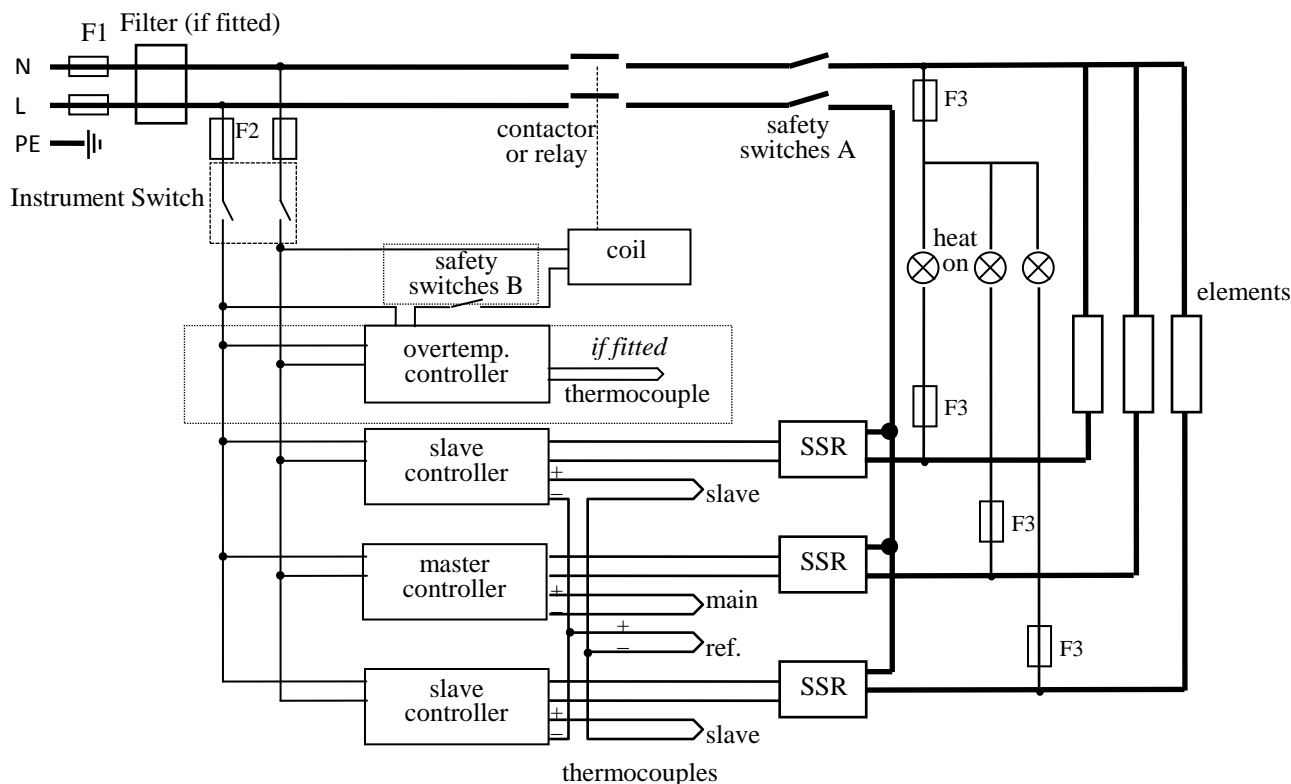 Filter (if fitted)
F1
N
L
PE
F2
Instrument Switch
contactor
or relay
safety
switches A
F3
safety
switches B
coil
heat
on
elements
overtemp.
controller
if fitted
thermocouple
F3
slave
controller
+
−
slave
SSR
F3
master
controller
+
−
main
SSR
+
−
ref.
F3
slave
controller
+
−
slave
SSR
thermocouples